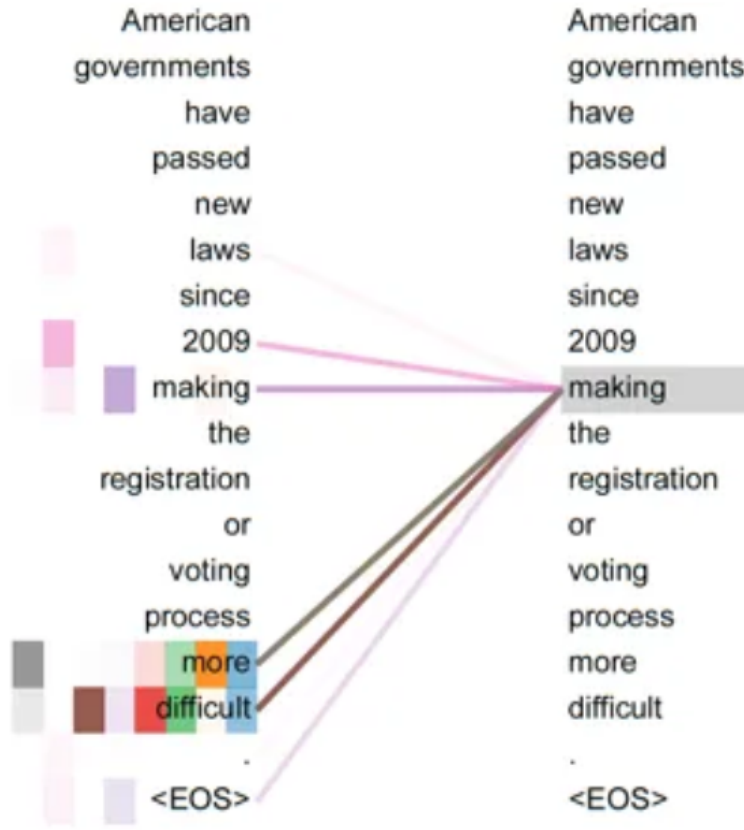 American American
governments governments
have have
passed passed
new new
laws laws
since since
2009 2009
making making
the the
registration registration
or or
voting voting
process process
more more
difficult difficult
. .
<EOS> <EOS>